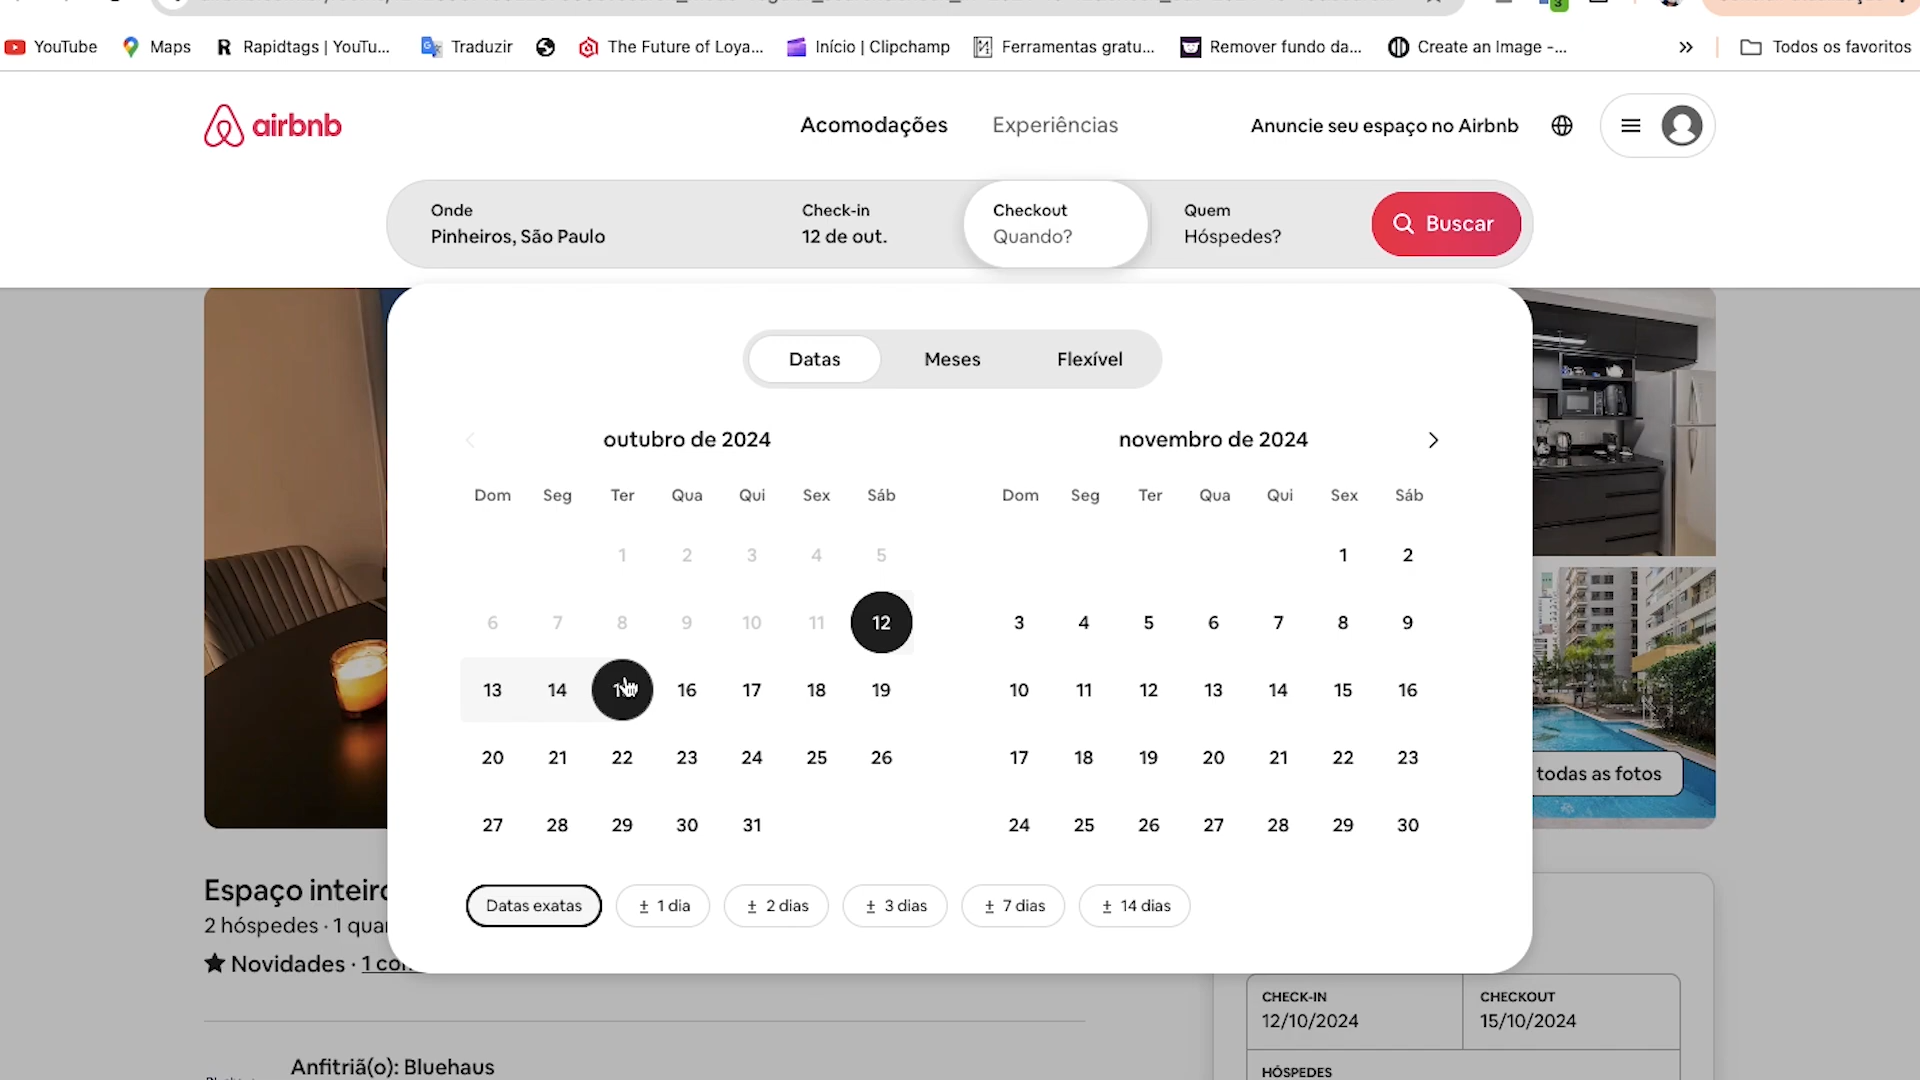 YouTube Maps Rapidtags | YouTu... Traduzir The Future of Loya... Início | Clipchamp Ferramentas gratu... Remover fundo da... Create an Image -... » Todos os favoritos
airbnb Acomodações Experiências Anuncie seu espaço no Airbnb
Onde Check-in Checkout Quem
Pinheiros, São Paulo 12 de out. Quando? Hóspedes? Buscar
Datas Meses Flexível
outubro de 2024 novembro de 2024
Dom Seg Ter Qua Qui Sex Sáb Dom Seg Ter Qua Qui Sex Sáb
1 2 3 4 5 1 2
6 7 8 9 10 11 12 3 4 5 6 7 8 9
13 14 16 17 18 19 10 11 12 13 14 15 16
20 21 22 23 24 25 26 17 18 19 20 21 22 23
27 28 29 30 31 24 25 26 27 28 29 30
todas as fotos
Datas exatas ± 1 dia ± 2 dias ± 3 dias ± 7 dias ± 14 dias
Espaço inteiro
2 hóspedes · 1 quar
Novidades · 1 com
CHECK-IN CHECKOUT
12/10/2024 15/10/2024
Anfitriã(o): Bluehaus
HÓSPEDES